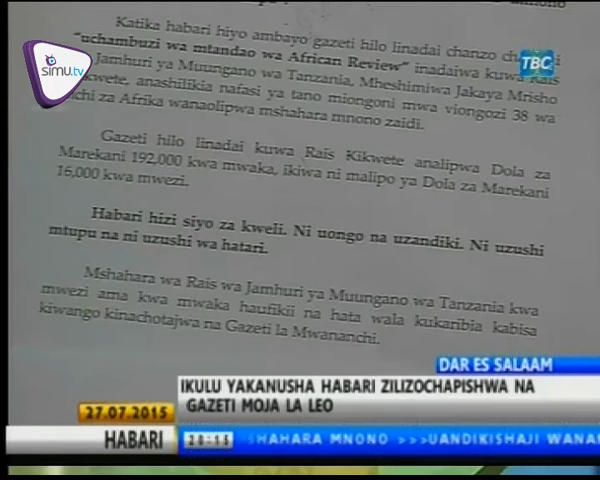 mnono
Katika habari hiyo ambayo gazeti hilo linadai chanzo
simu.tv
TBC
"uchambuzi wa mtandao wa African Review" inadaiwa kuwa Rais
Jamhuri ya Muungano wa Tanzania, Mheshimiwa Jakaya Mrisho
kwete, anashilikia nafasi ya tano miongoni mwa viongozi 38 wa
chi za Afrika wanaolipwa mshahara mnono zaidi.
Gazeti hilo linadai kuwa Rais Kikwete analipwa Dola za
Marekani 192,000 kwa mwaka, ikiwa ni malipo ya Dola za Marekani
16,000 kwa mwezi.
Habari hizi siyo za kweli. Ni uongo na uzandiki. Ni uzushi
mtupu na ni uzushi wa hatari.
Mshahara wa Rais wa Jamhuri ya Muungano wa Tanzania kwa
mwezi ama kwa mwaka haufikii na hata wala kukaribia kabisa
kiwango kinachotajwa na Gazeti la Mwananchi.
DAR ES SALAAM
IKULU YAKANUSHA HABARI ZILIZOCHAPISHWA NA
GAZETI MOJA LA LEO
27.07.2015
HABARI
20:15
SHAHARA MNONO >>>UANDIKISHAJI WANA